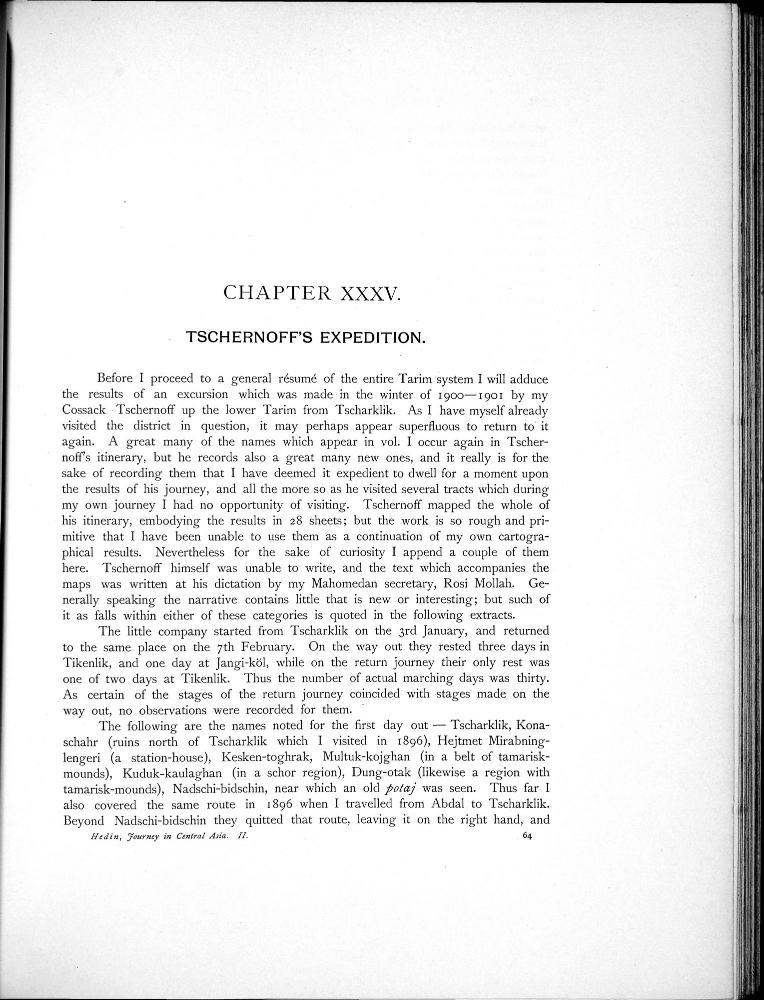 CHAPTER XXXV.
TSCHERNOFF'S EXPEDITION.
Before I proceed to a general résumé of the entire Tarim system I will adduce
the results of an excursion which was made in the winter of 1900—1901 by my
Cossack Tschernoff up the lower Tarim from Tscharklik. As I have myself already
visited the district in question, it may perhaps appear superfluous to return to it
again. A great many of the names which appear in vol. I occur again in Tscher-
noff's itinerary, but he records also a great many new ones, and it really is for the
sake of recording them that I have deemed it expedient to dwell for a moment upon
the results of his journey, and all the more so as he visited several tracts which during
my own journey I had no opportunity of visiting. Tschernoff mapped the whole of
his itinerary, embodying the results in 28 sheets; but the work is so rough and pri-
mitive that I have been unable to use them as a continuation of my own cartogra-
phical results. Nevertheless for the sake of curiosity I append a couple of them
here. Tschernoff himself was unable to write, and the text which accompanies the
maps was written at his dictation by my Mahomedan secretary, Rosi Mollah. Ge-
nerally speaking the narrative contains little that is new or interesting; but such of
it as falls within either of these categories is quoted in the following extracts.
The little company started from Tscharklik on the 3rd January, and returned
to the same place on the 7th February. On the way out they rested three days in
Tikenlik, and one day at Jangi-köl, while on the return journey their only rest was
one of two days at Tikenlik. Thus the number of actual marching days was thirty.
As certain of the stages of the return journey coincided with stages made on the
way out, no observations were recorded for them.
The following are the names noted for the first day out — Tscharklik, Kona-
schahr (ruins north of Tscharklik which I visited in 1896), Hejtmet Mirabning-
lengeri (a station-house), Kesken-toghrak, Multuk-kojghan (in a belt of tamarisk-
mounds), Kuduk-kaulaghan (in a schor region), Dung-otak (likewise a region with
tamarisk-mounds), Nadschi-bidschin, near which an old potaj was seen. Thus far I
also covered the same route in 1896 when I travelled from Abdal to Tscharklik.
Beyond Nadschi-bidschin they quitted that route, leaving it on the right hand, and
Hedin, Journey in Central Asia. II.
64